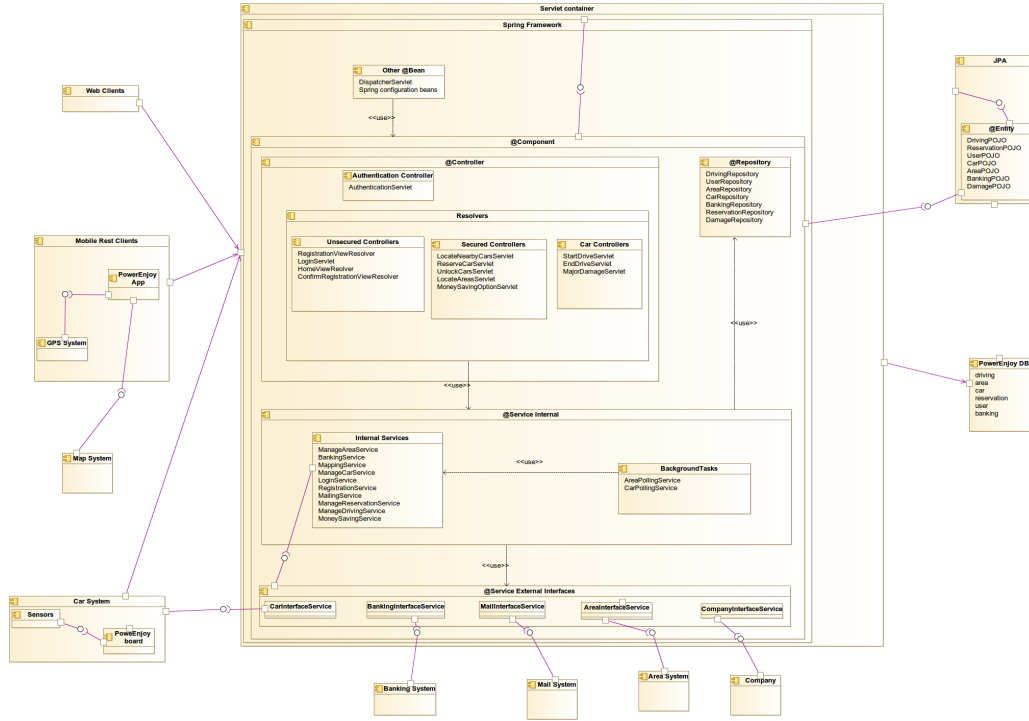 Servlet container
Spring Framework
Other @Bean
DispatcherServlet
Spring configuration beans
<<use>>
@Component
@Controller
Authentication Controller
AuthenticationServlet
Resolvers
Unsecured Controllers
RegistrationViewResolver
LoginServlet
HomeViewReolver
ConfirmRegistrationViewResolver
Secured Controllers
LocateNearbyCarsServlet
ReserveCarServlet
UnlockCarsServlet
LocateAreasServlet
MoneySavingOptionServlet
Car Controllers
StartDriveServlet
EndDriveServlet
MajorDamageServlet
@Repository
DrivingRepository
UserRepository
AreaRepository
CarRepository
BankingRepository
ReservationRepository
DamageRepository
<<use>>
<<use>>
@Service Internal
Internal Services
ManageAreaService
BankingService
MappingService
ManageCarService
LoginService
RegistrationService
MailingService
ManageReservationService
ManageDrivingService
MoneySavingService
<<use>>
BackgroundTasks
AreaPollingService
CarPollingService
<<use>>
@Service External Interfaces
CarInterfaceService
BankingInterfaceService
MailInterfaceService
AreaInterfaceService
CompanyInterfaceService
Web Clients
Mobile Rest Clients
PowerEnjoy
App
GPS System
Map System
Car System
Sensors
PoweEnjoy
board
Banking System
Mail System
Area System
Company
JPA
@Entity
DrivingPOJO
ReservationPOJO
UserPOJO
CarPOJO
AreaPOJO
BankingPOJO
DamagePOJO
PowerEnjoy DB
driving
area
car
reservation
user
banking